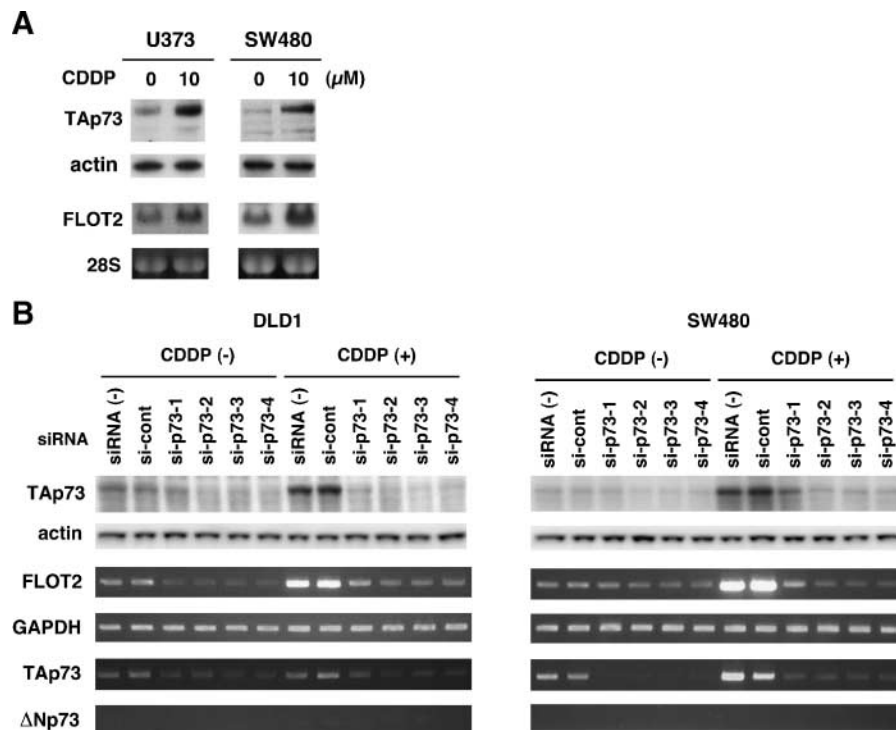 A
U373 SW480
CDDP 0 10 0 10 (µM)
TAp73
actin
FLOT2
28S
B
DLD1 SW480
CDDP (-) CDDP (+) CDDP (-) CDDP (+)
siRNA siRNA (-) si-cont si-p73-1 si-p73-2 si-p73-3 si-p73-4 siRNA (-) si-cont si-p73-1 si-p73-2 si-p73-3 si-p73-4 siRNA (-) si-cont si-p73-1 si-p73-2 si-p73-3 si-p73-4 siRNA (-) si-cont si-p73-1 si-p73-2 si-p73-3 si-p73-4
TAp73
actin
FLOT2
GAPDH
TAp73
ΔNp73